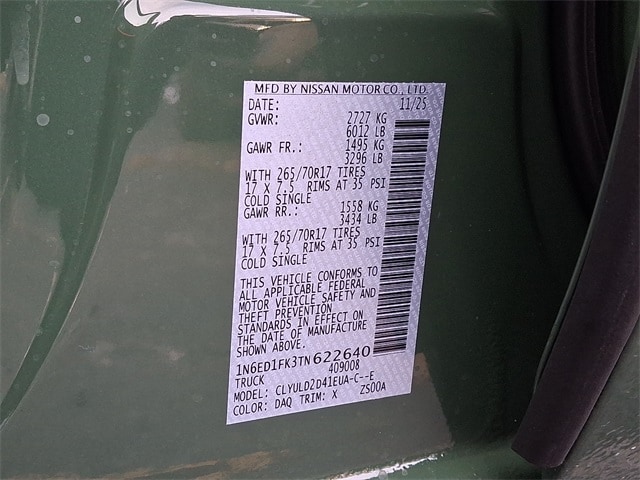 MFD BY NISSAN MOTOR CO., LTD.
DATE: 11/25
GVWR: 2727 KG
6012 LB
GAWR FR.: 1495 KG
3296 LB
WITH 265/70R17 TIRES
17 X 7.5 RIMS AT 35 PSI
COLD SINGLE
GAWR RR.: 1558 KG
3434 LB
WITH 265/70R17 TIRES
17 X 7.5 RIMS AT 35 PSI
COLD SINGLE
THIS VEHICLE CONFORMS TO
ALL APPLICABLE FEDERAL
MOTOR VEHICLE SAFETY AND
THEFT PREVENTION
STANDARDS IN EFFECT ON
THE DATE OF MANUFACTURE
SHOWN ABOVE.
1N6ED1FK3TN622640
TRUCK 409008
MODEL: CLYULD2D41EUA-C--E
COLOR: DAQ TRIM: X ZS00A